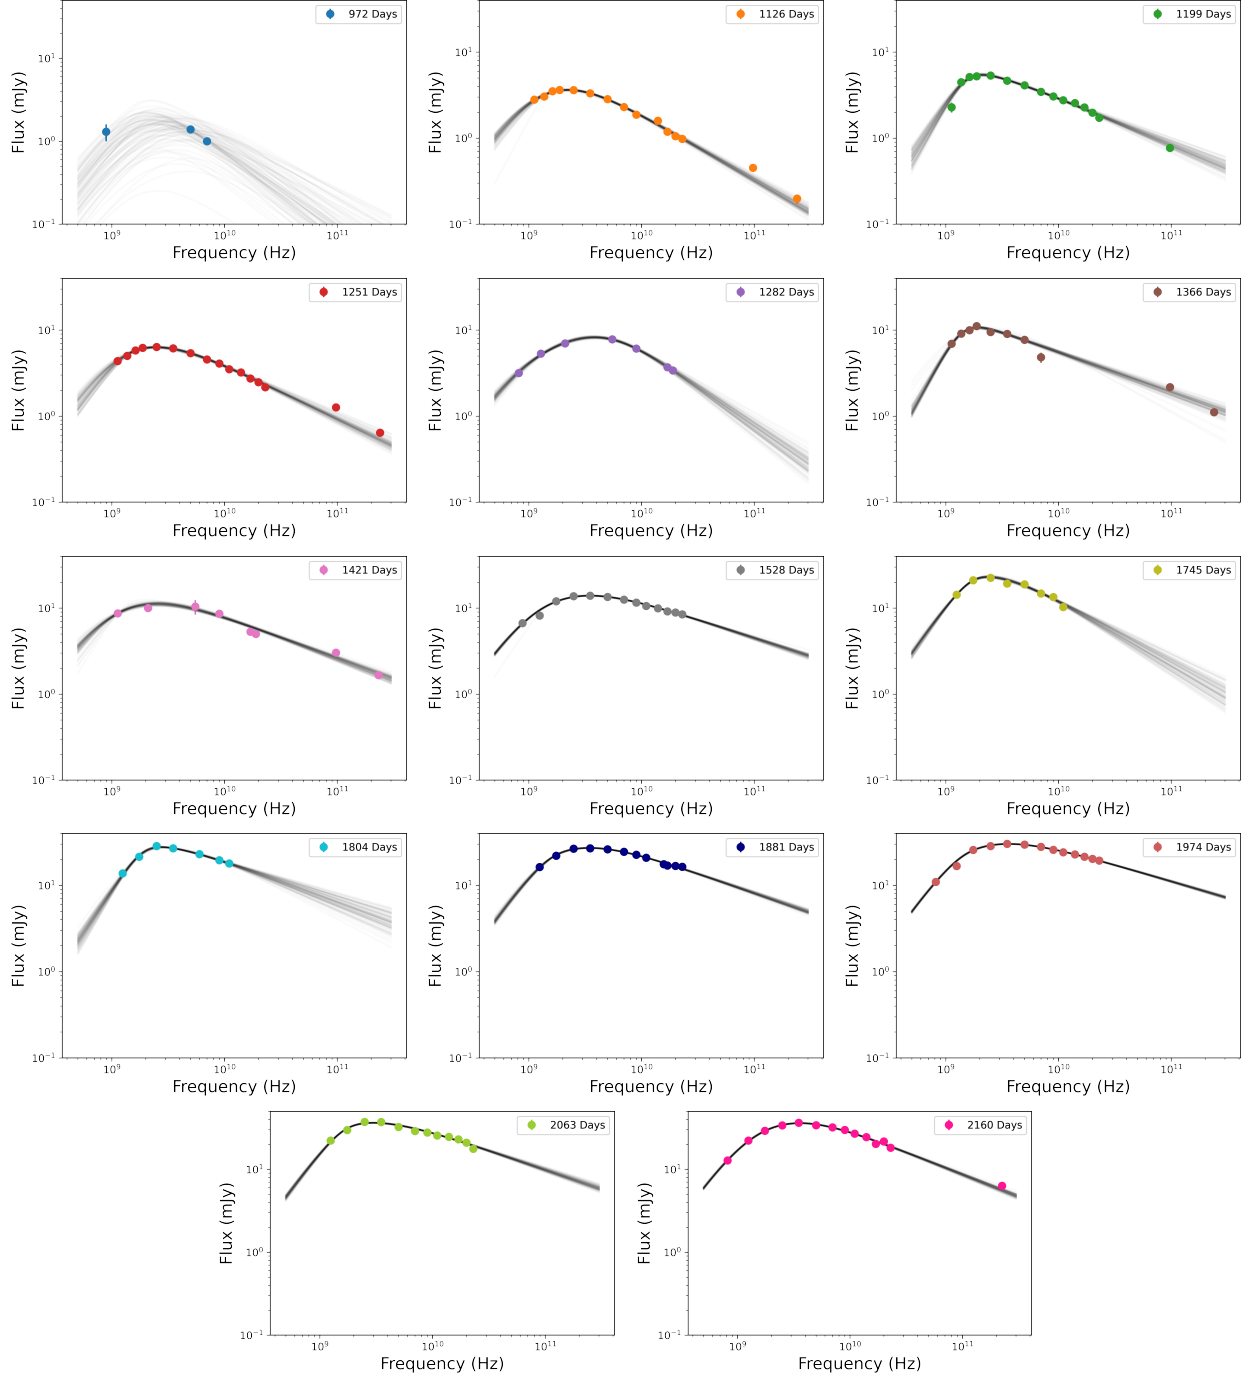 972 Days
Flux (mJy)
10¹
10⁰
10⁻¹
10⁹
10¹⁰
10¹¹
Frequency (Hz)
1126 Days
Flux (mJy)
10¹
10⁰
10⁻¹
10⁹
10¹⁰
10¹¹
Frequency (Hz)
1199 Days
Flux (mJy)
10¹
10⁰
10⁻¹
10⁹
10¹⁰
10¹¹
Frequency (Hz)
1251 Days
Flux (mJy)
10¹
10⁰
10⁻¹
10⁹
10¹⁰
10¹¹
Frequency (Hz)
1282 Days
Flux (mJy)
10¹
10⁰
10⁻¹
10⁹
10¹⁰
10¹¹
Frequency (Hz)
1366 Days
Flux (mJy)
10¹
10⁰
10⁻¹
10⁹
10¹⁰
10¹¹
Frequency (Hz)
1421 Days
Flux (mJy)
10¹
10⁰
10⁻¹
10⁹
10¹⁰
10¹¹
Frequency (Hz)
1528 Days
Flux (mJy)
10¹
10⁰
10⁻¹
10⁹
10¹⁰
10¹¹
Frequency (Hz)
1745 Days
Flux (mJy)
10¹
10⁰
10⁻¹
10⁹
10¹⁰
10¹¹
Frequency (Hz)
1804 Days
Flux (mJy)
10¹
10⁰
10⁻¹
10⁹
10¹⁰
10¹¹
Frequency (Hz)
1881 Days
Flux (mJy)
10¹
10⁰
10⁻¹
10⁹
10¹⁰
10¹¹
Frequency (Hz)
1974 Days
Flux (mJy)
10¹
10⁰
10⁻¹
10⁹
10¹⁰
10¹¹
Frequency (Hz)
2063 Days
Flux (mJy)
10¹
10⁰
10⁻¹
10⁹
10¹⁰
10¹¹
Frequency (Hz)
2160 Days
Flux (mJy)
10¹
10⁰
10⁻¹
10⁹
10¹⁰
10¹¹
Frequency (Hz)